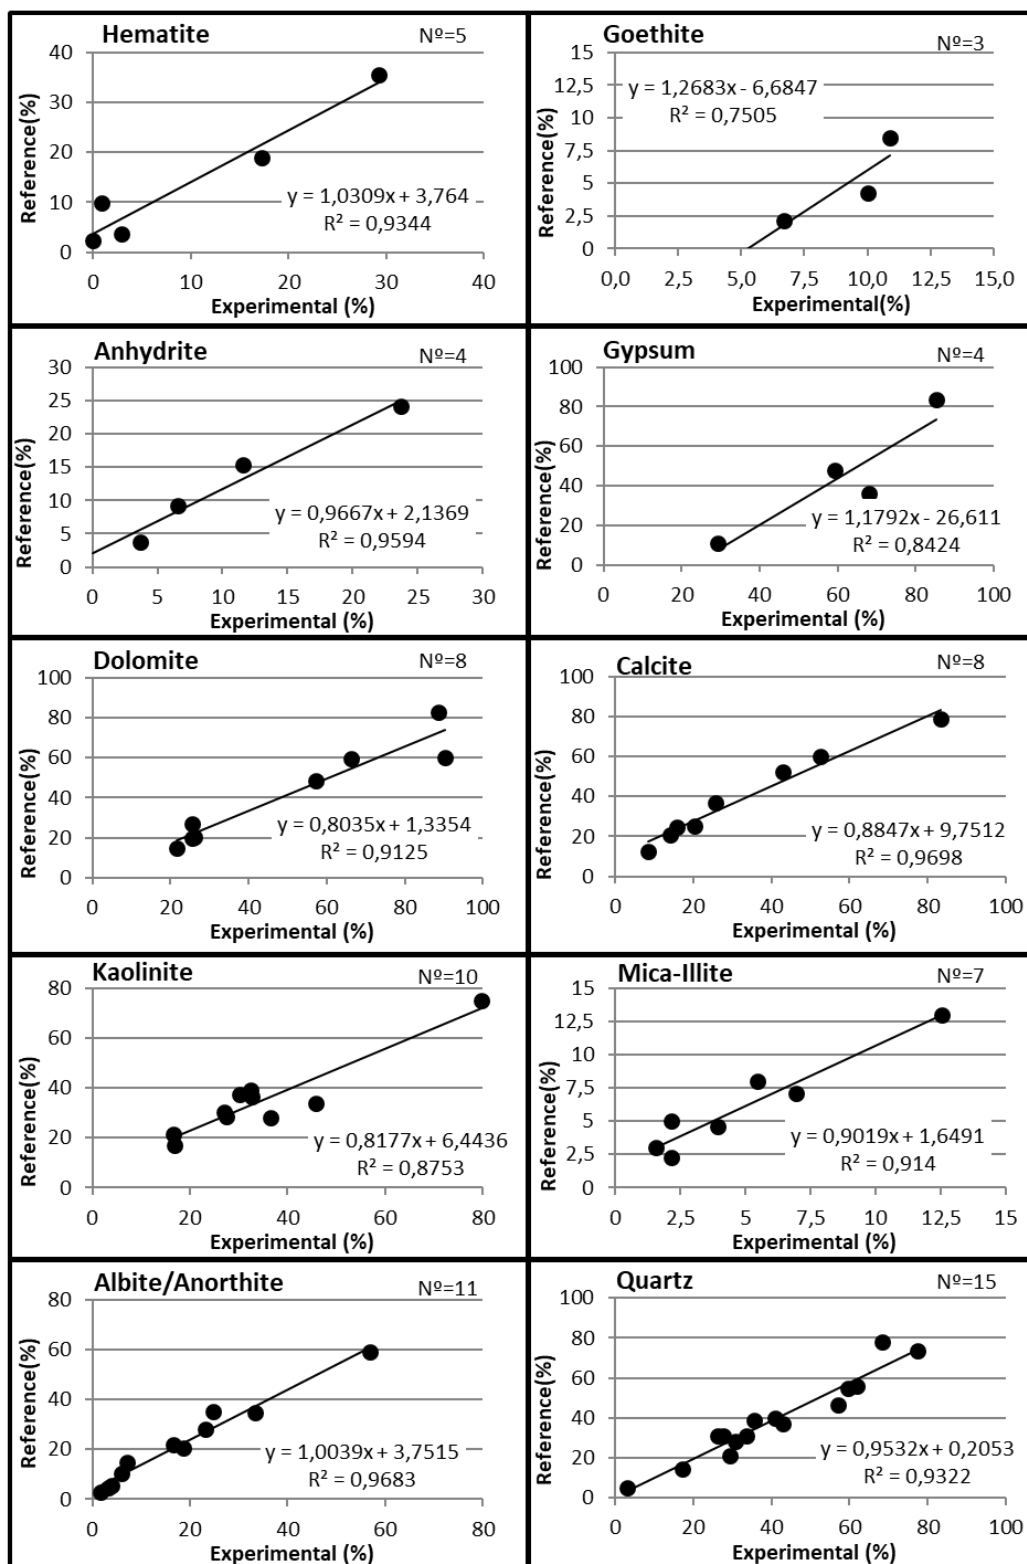 Hematite
Nº=5
40
30
20
10
0
Reference(%)
y = 1,0309x + 3,764
R² = 0,9344
0 10 20 30 40
Experimental (%)
Goethite
Nº=3
15
12,5
10
7,5
5
2,5
0
Reference(%)
y = 1,2683x - 6,6847
R² = 0,7505
0,0 2,5 5,0 7,5 10,0 12,5 15,0
Experimental(%)
Anhydrite
Nº=4
30
25
20
15
10
5
0
Reference(%)
y = 0,9667x + 2,1369
R² = 0,9594
0 5 10 15 20 25 30
Experimental (%)
Gypsum
Nº=4
100
80
60
40
20
0
Reference(%)
y = 1,1792x - 26,611
R² = 0,8424
0 20 40 60 80 100
Experimental (%)
Dolomite
Nº=8
100
80
60
40
20
0
Reference(%)
y = 0,8035x + 1,3354
R² = 0,9125
0 20 40 60 80 100
Experimental (%)
Calcite
Nº=8
100
80
60
40
20
0
Reference(%)
y = 0,8847x + 9,7512
R² = 0,9698
0 20 40 60 80 100
Experimental (%)
Kaolinite
Nº=10
80
60
40
20
0
Reference(%)
y = 0,8177x + 6,4436
R² = 0,8753
0 20 40 60 80
Experimental (%)
Mica-Illite
Nº=7
15
12,5
10
7,5
5
2,5
0
Reference(%)
y = 0,9019x + 1,6491
R² = 0,914
0 2,5 5 7,5 10 12,5 15
Experimental (%)
Albite/Anorthite
Nº=11
80
60
40
20
0
Reference(%)
y = 1,0039x + 3,7515
R² = 0,9683
0 20 40 60 80
Experimental (%)
Quartz
Nº=15
100
80
60
40
20
0
Reference(%)
y = 0,9532x + 0,2053
R² = 0,9322
0 20 40 60 80 100
Experimental (%)